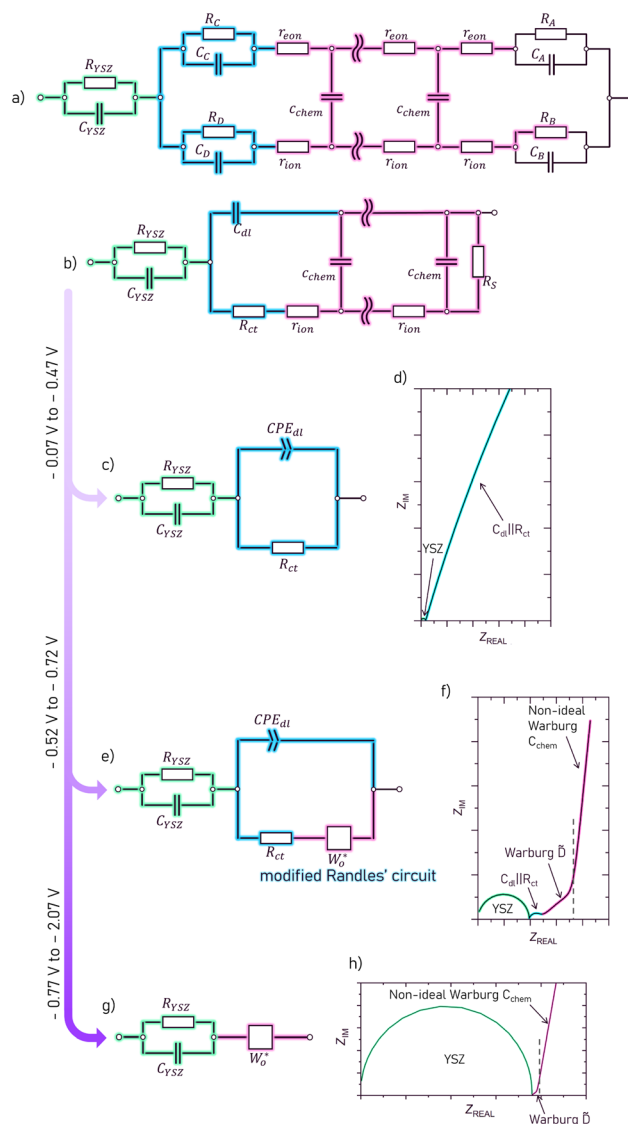 a)
R_C
r_eon
r_eon
r_eon
R_A
C_C
C_A
R_YSZ
c_chem
c_chem
C_YSZ
R_D
R_B
C_D
C_B
r_ion
r_ion
r_ion
b)
C_dl
R_YSZ
c_chem
c_chem
R_S
C_YSZ
R_ct
r_ion
r_ion
- 0.07 V to - 0.47 V
c)
CPE_dl
R_YSZ
C_YSZ
R_ct
d)
Z_IM
C_dl||R_ct
YSZ
Z_REAL
- 0.52 V to - 0.72 V
e)
CPE_dl
R_YSZ
C_YSZ
R_ct
W_o^*
modified Randles' circuit
f)
Non-ideal
Warburg
C_chem
Z_IM
Warburg D̃
C_dl||R_ct
YSZ
Z_REAL
- 0.77 V to - 2.07 V
g)
R_YSZ
C_YSZ
W_o^*
h)
Non-ideal Warburg C_chem
Z_IM
YSZ
Z_REAL
Warburg D̃